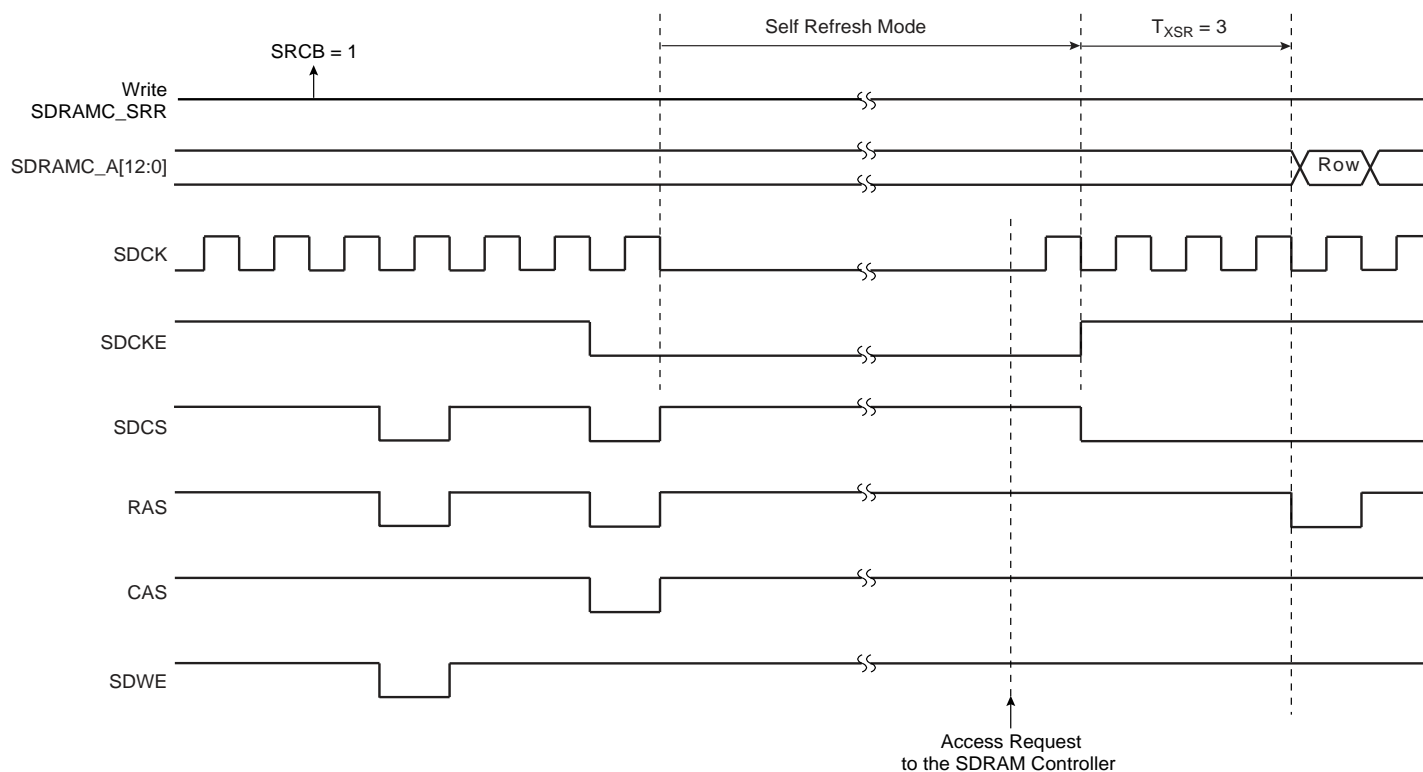 Self Refresh Mode
TXSR = 3
SRCB = 1
Write
SDRAMC_SRR
SDRAMC_A[12:0]
Row
SDCK
SDCKE
SDCS
RAS
CAS
SDWE
Access Request
to the SDRAM Controller